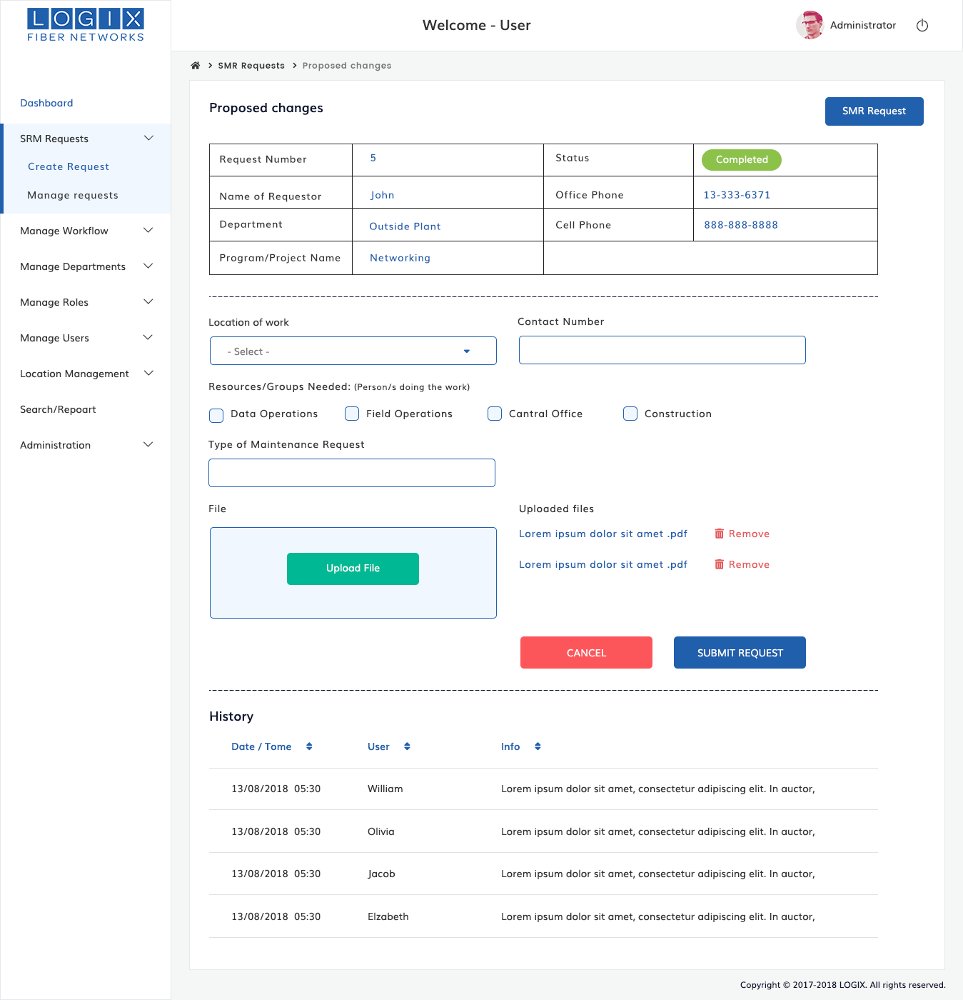 LOGIX
FIBER NETWORKS
Welcome - User
Administrator
SMR Requests
Proposed changes
Dashboard
SRM Requests
Create Request
Manage requests
Manage Workflow
Manage Departments
Manage Roles
Manage Users
Location Management
Search/Repoart
Administration
Proposed changes
SMR Request
Request Number 5 Status Completed
Name of Requestor John Office Phone 13-333-6371
Department Outside Plant Cell Phone 888-888-8888
Program/Project Name Networking
Location of work Contact Number
- Select -
Resources/Groups Needed: (Person/s doing the work)
Data Operations Field Operations Cantral Office Construction
Type of Maintenance Request
File Uploaded files
Lorem ipsum dolor sit amet .pdf Remove
Upload File
Lorem ipsum dolor sit amet .pdf Remove
CANCEL SUBMIT REQUEST
History
Date / Tome User Info
13/08/2018 05:30 William Lorem ipsum dolor sit amet, consectetur adipiscing elit. In auctor,
13/08/2018 05:30 Olivia Lorem ipsum dolor sit amet, consectetur adipiscing elit. In auctor,
13/08/2018 05:30 Jacob Lorem ipsum dolor sit amet, consectetur adipiscing elit. In auctor,
13/08/2018 05:30 Elzabeth Lorem ipsum dolor sit amet, consectetur adipiscing elit. In auctor,
Copyright © 2017-2018 LOGIX. All rights reserved.